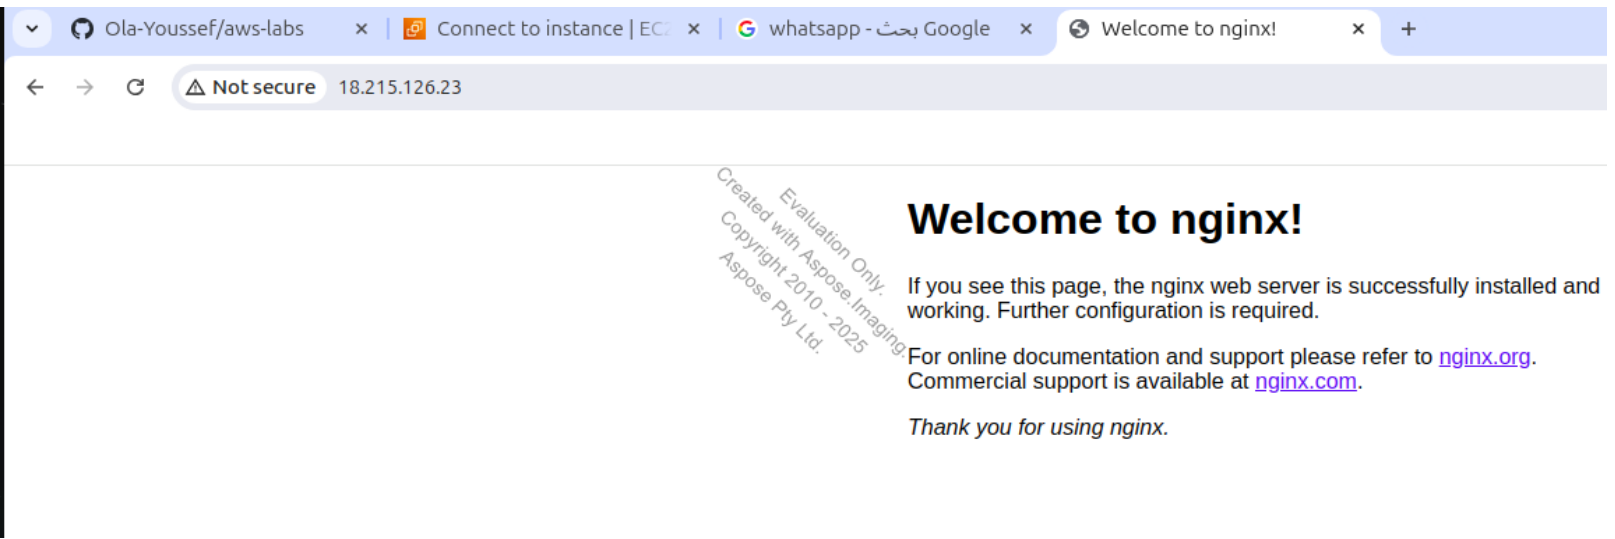 Ola-Youssef/aws-labs
Connect to instance | EC2
whatsapp - بحث Google
Welcome to nginx!
Not secure 18.215.126.23
Evaluation Only.
Created with Aspose.Imaging.
Copyright 2010 - 2025
Aspose Pty Ltd.
Welcome to nginx!
If you see this page, the nginx web server is successfully installed and
working. Further configuration is required.
For online documentation and support please refer to nginx.org.
Commercial support is available at nginx.com.
Thank you for using nginx.